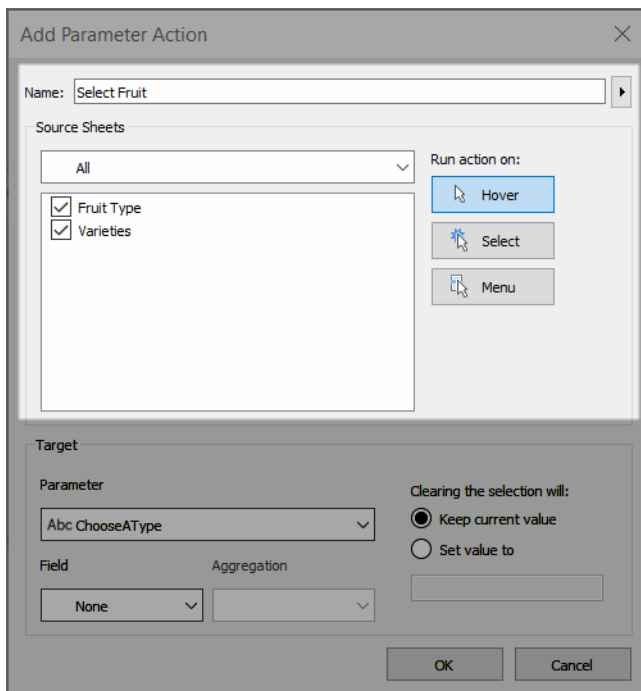 Add Parameter Action
Name: Select Fruit
Source Sheets
All
Run action on:
Fruit Type
Varieties
Hover
Select
Menu
Target
Parameter
Abc ChooseAType
Field
Aggregation
None
Clearing the selection will:
Keep current value
Set value to
OK
Cancel